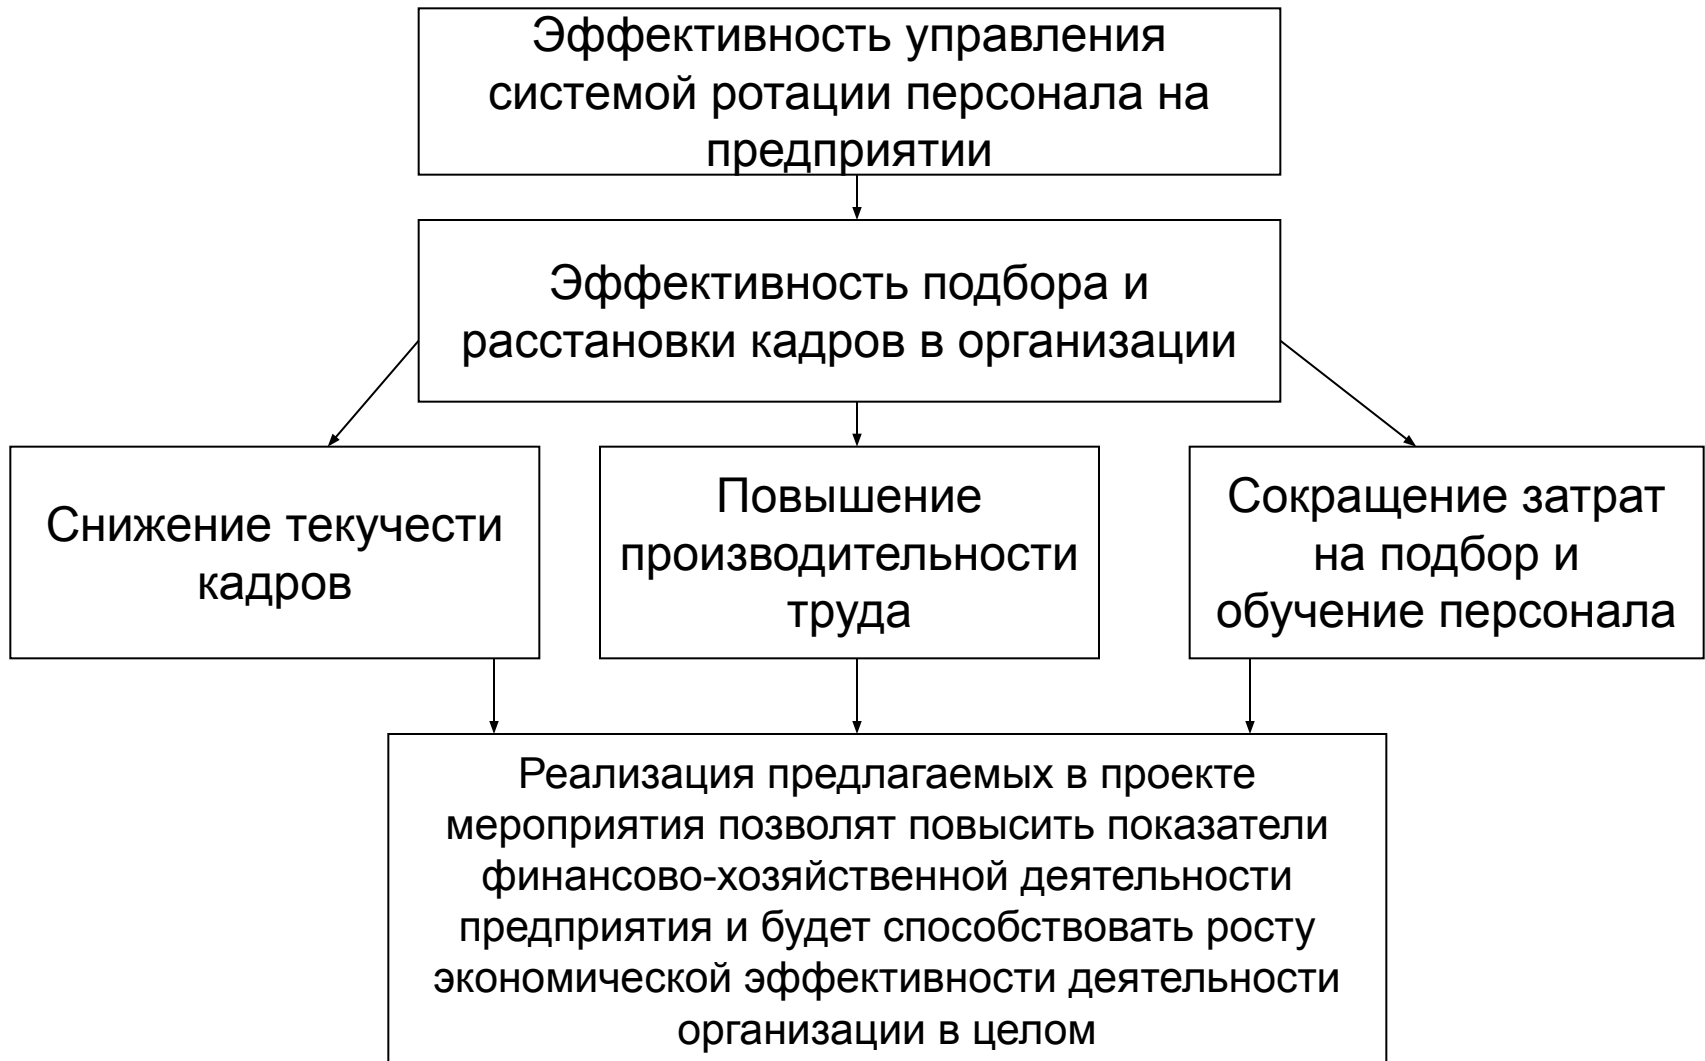 Эффективность управления
системой ротации персонала на
предприятии
Эффективность подбора и
расстановки кадров в организации
Снижение текучести
кадров
Повышение
производительности
труда
Сокращение затрат
на подбор и
обучение персонала
Реализация предлагаемых в проекте
мероприятия позволят повысить показатели
финансово-хозяйственной деятельности
предприятия и будет способствовать росту
экономической эффективности деятельности
организации в целом